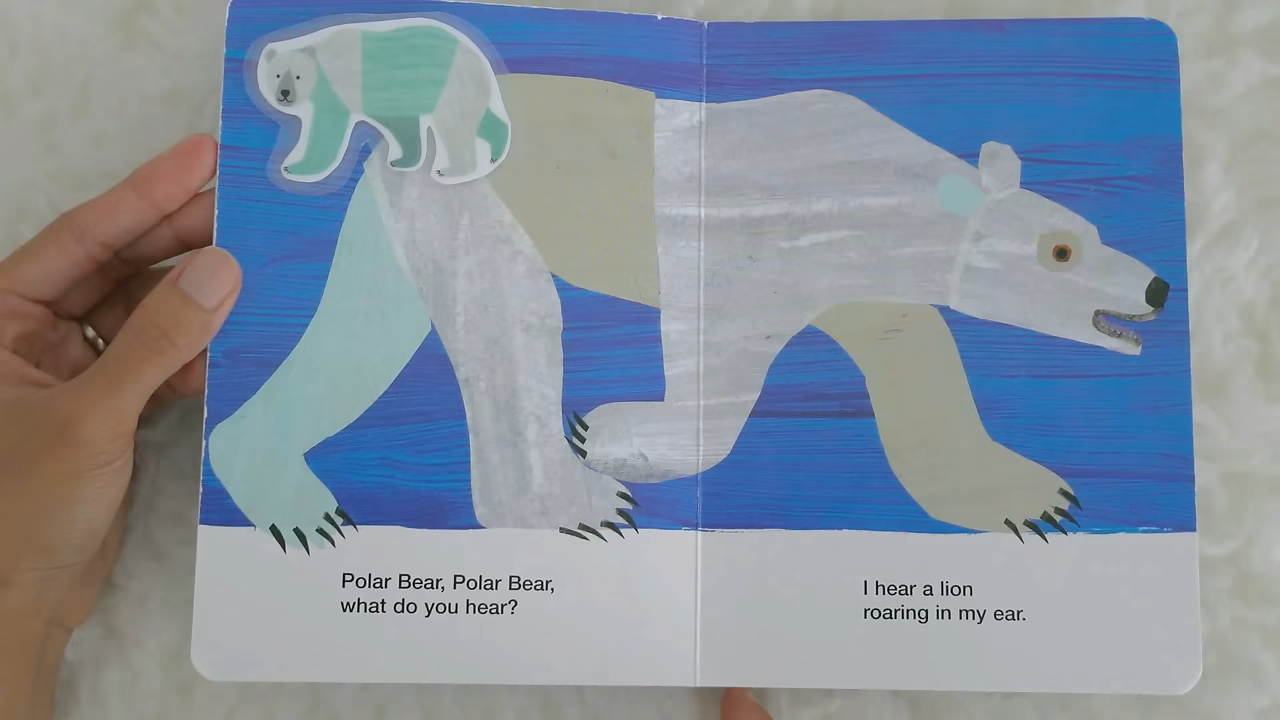 Polar Bear, Polar Bear,
what do you hear?
I hear a lion
roaring in my ear.